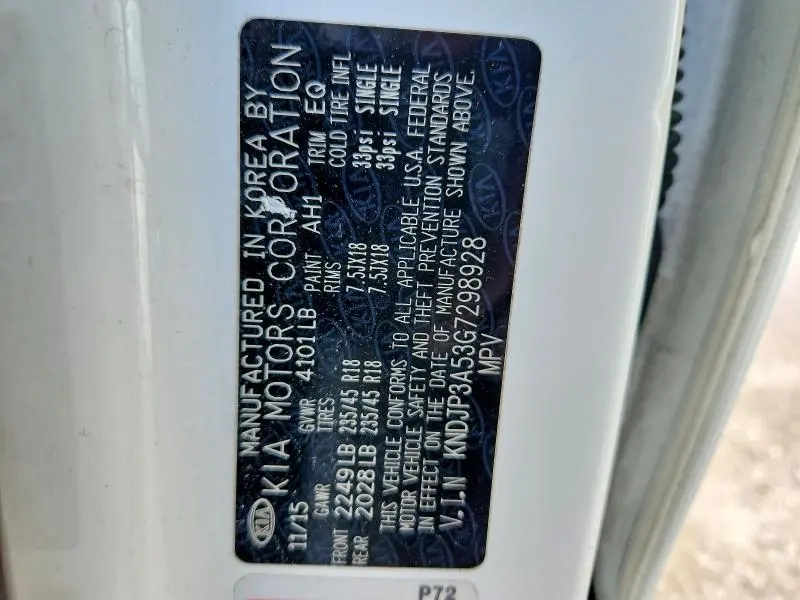 KIA
MANUFACTURED IN KOREA BY
KIA MOTORS CORPORATION
11/15 GVWR 4101LB PAINT AH1 TRIM EQ
GAWR TIRES RIMS COLD TIRE INFL
FRONT 2249LB 235/45 R18 7.5JX18 33psi SINGLE
REAR 2028LB 235/45 R18 7.5JX18 33psi SINGLE
THIS VEHICLE CONFORMS TO ALL APPLICABLE U.S.A. FEDERAL
MOTOR VEHICLE SAFETY AND THEFT PREVENTION STANDARDS
IN EFFECT ON THE DATE OF MANUFACTURE SHOWN ABOVE.
V.I.N KNDJP3A53G7298928
MPV
P72